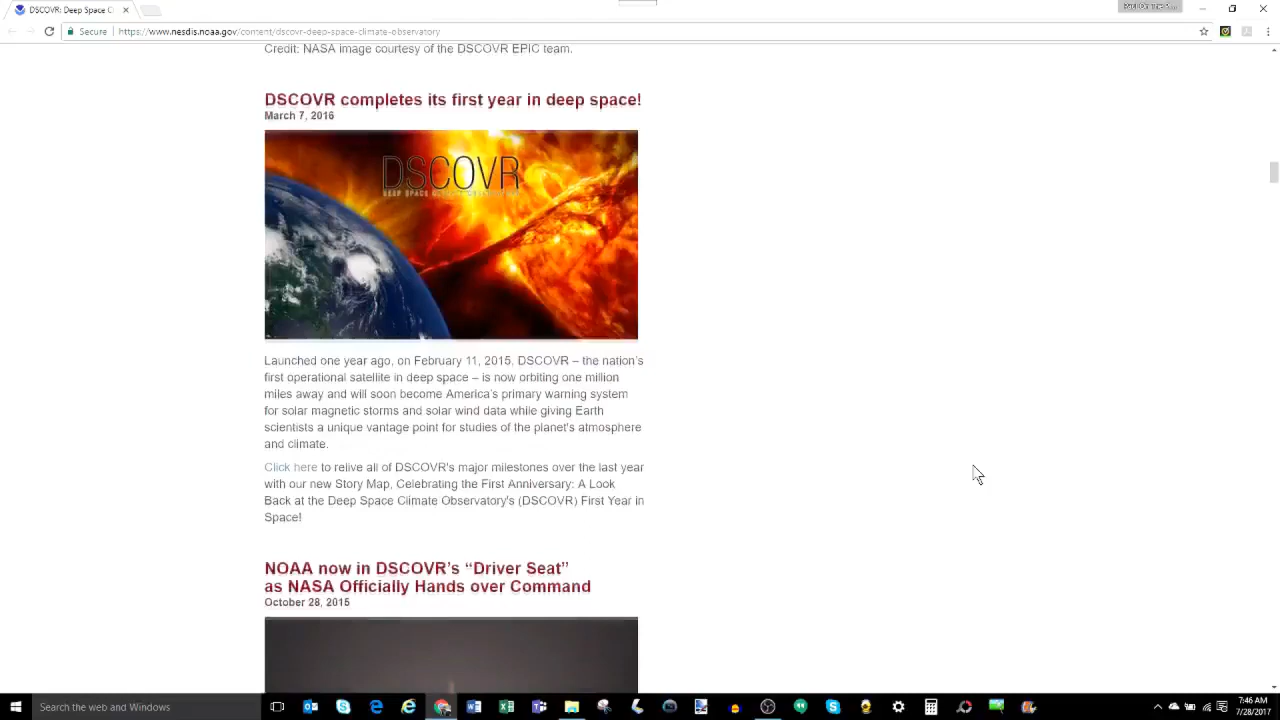 DSCOVR: Deep Space C
Secure
https://www.nesdis.noaa.gov/content/dscovr-deep-space-climate-observatory
Credit: NASA image courtesy of the DSCOVR EPIC team.
DSCOVR completes its first year in deep space!
March 7, 2016
DSCOVR
Launched one year ago, on February 11, 2015, DSCOVR – the nation's
first operational satellite in deep space – is now orbiting one million
miles away and will soon become America's primary warning system
for solar magnetic storms and solar wind data while giving Earth
scientists a unique vantage point for studies of the planet's atmosphere
and climate.
Click here to relive all of DSCOVR's major milestones over the last year
with our new Story Map, Celebrating the First Anniversary: A Look
Back at the Deep Space Climate Observatory's (DSCOVR) First Year in
Space!
NOAA now in DSCOVR's “Driver Seat”
as NASA Officially Hands over Command
October 28, 2015
Search the web and Windows
7:46 AM
7/28/2017